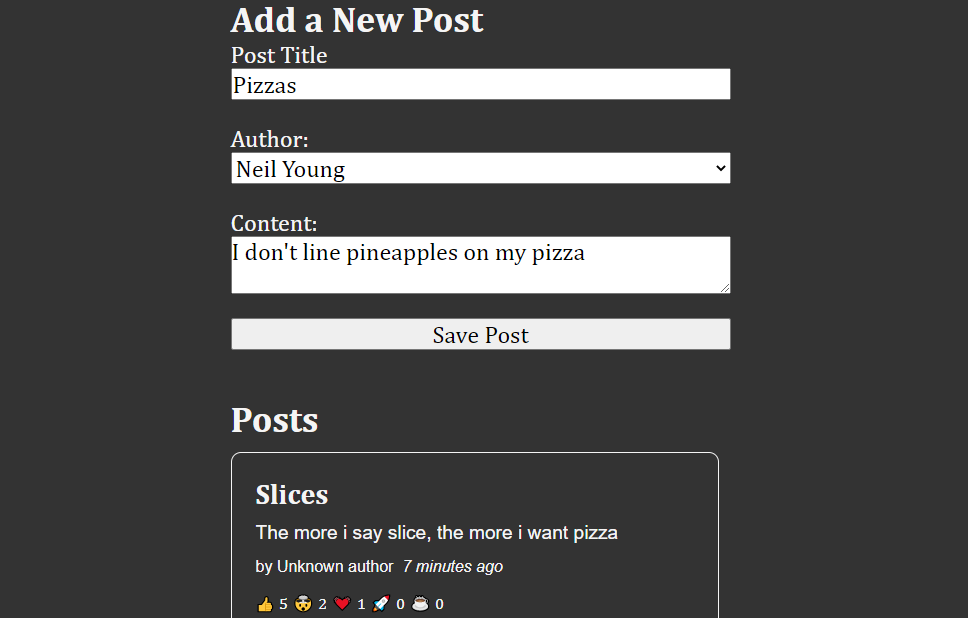 Add a New Post
Post Title
Pizzas
Author:
Neil Young
Content:
I don't line pineapples on my pizza
Save Post
Posts
Slices
The more i say slice, the more i want pizza
by Unknown author 7 minutes ago
👍 5 🤯 2 ❤️ 1 🚀 0 ☕ 0